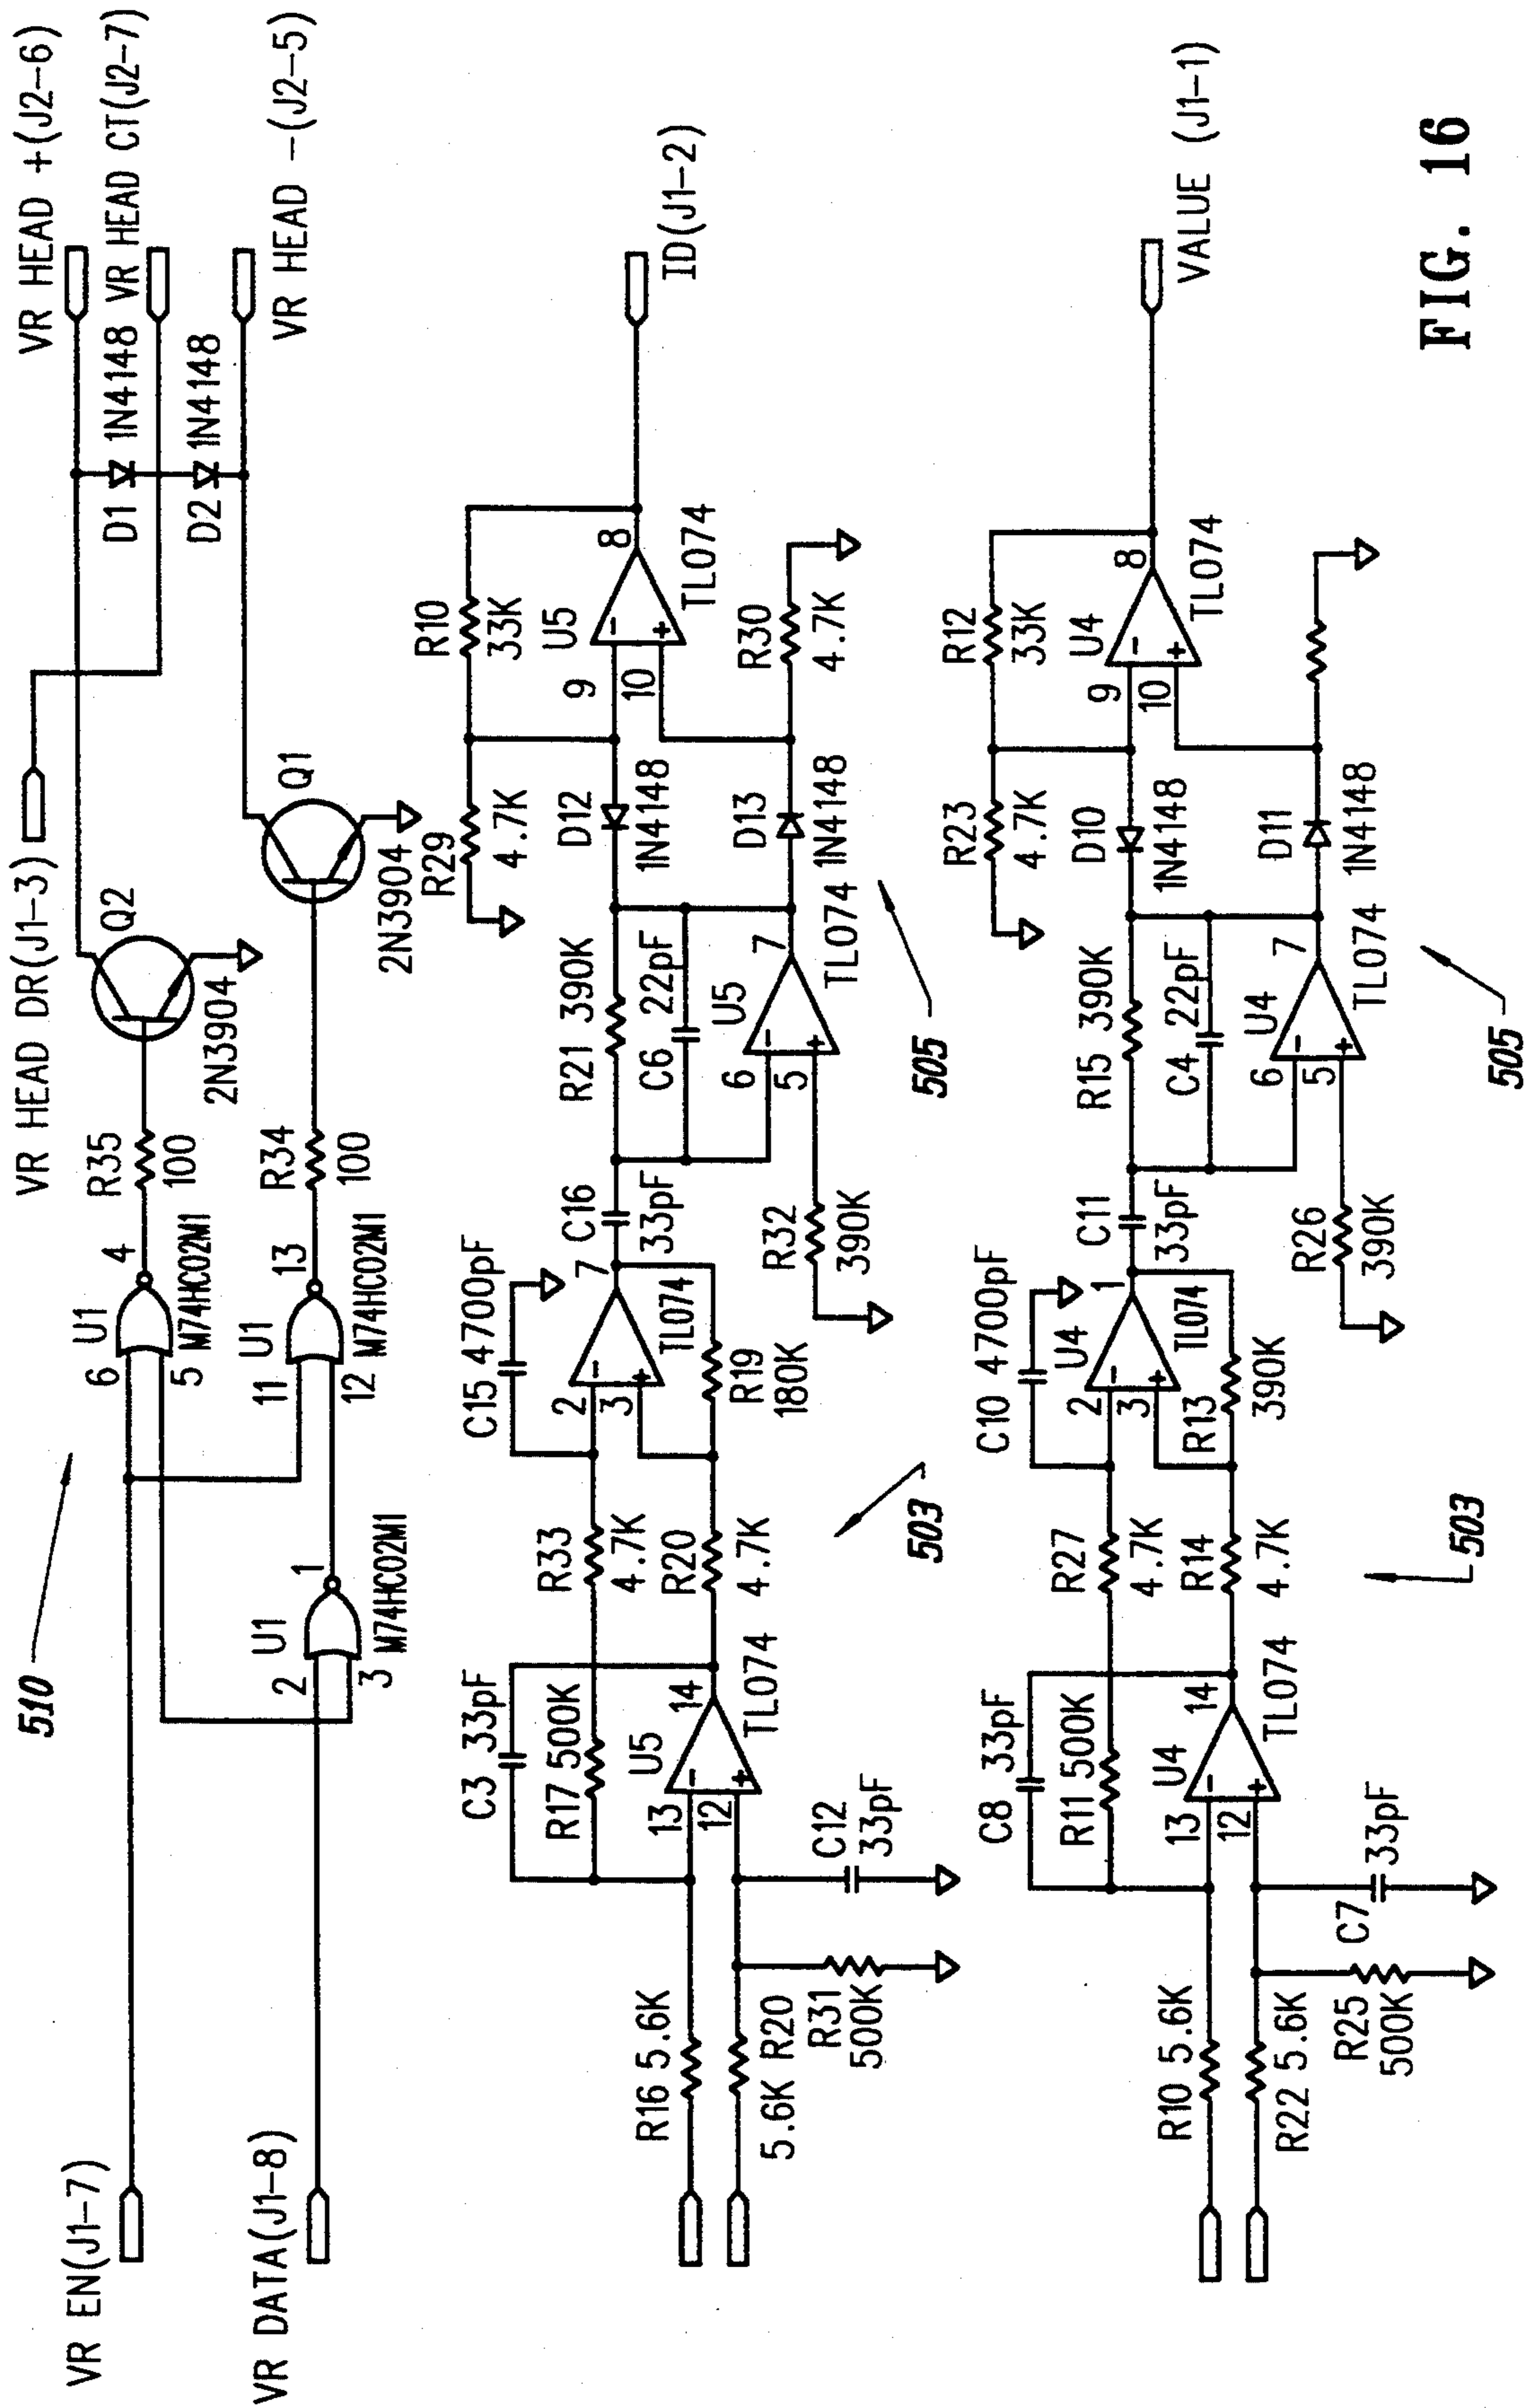 VR HEAD +(J2-6)
VR HEAD CT(J2-7)
VR HEAD -(J2-5)
VR HEAD DR(J1-3)
D1 1N4148
D2 1N4148
VR EN(J1-7)
VR DATA(J1-8)
510
U1
2
3
1
M74HC02M1
U1
6
5
4
M74HC02M1
R35
100
Q2
2N3904
U1
11
12
13
M74HC02M1
R34
100
Q1
2N3904
R16 5.6K
5.6K R20
R31
500K
C12
33pF
C3 33pF
R17 500K
13
12
U5
-
+
14
TL074
R33
4.7K
R20
4.7K
503
C15 4700pF
2
3
-
+
7
TL074
R19
180K
C16
33pF
R32
390K
R21 390K
C6 22pF
6
5
U5
-
+
7
TL074
505
R29
4.7K
D12
1N4148
D13
1N4148
R10
33K
9
10
U5
-
+
8
TL074
R30
4.7K
ID(J1-2)
R10 5.6K
R22 5.6K
R25
500K
C7
33pF
C8 33pF
R11 500K
13
12
U4
-
+
14
TL074
R27
4.7K
R14
4.7K
503
C10 4700pF
2
3
U4
-
+
1
TL074
R13
390K
C11
33pF
R26
390K
R15 390K
C4 22pF
6
5
U4
-
+
7
TL074
505
R23
4.7K
D10
1N4148
D11
1N4148
R12
33K
9
10
U4
-
+
8
TL074
VALUE (J1-1)
FIG. 16